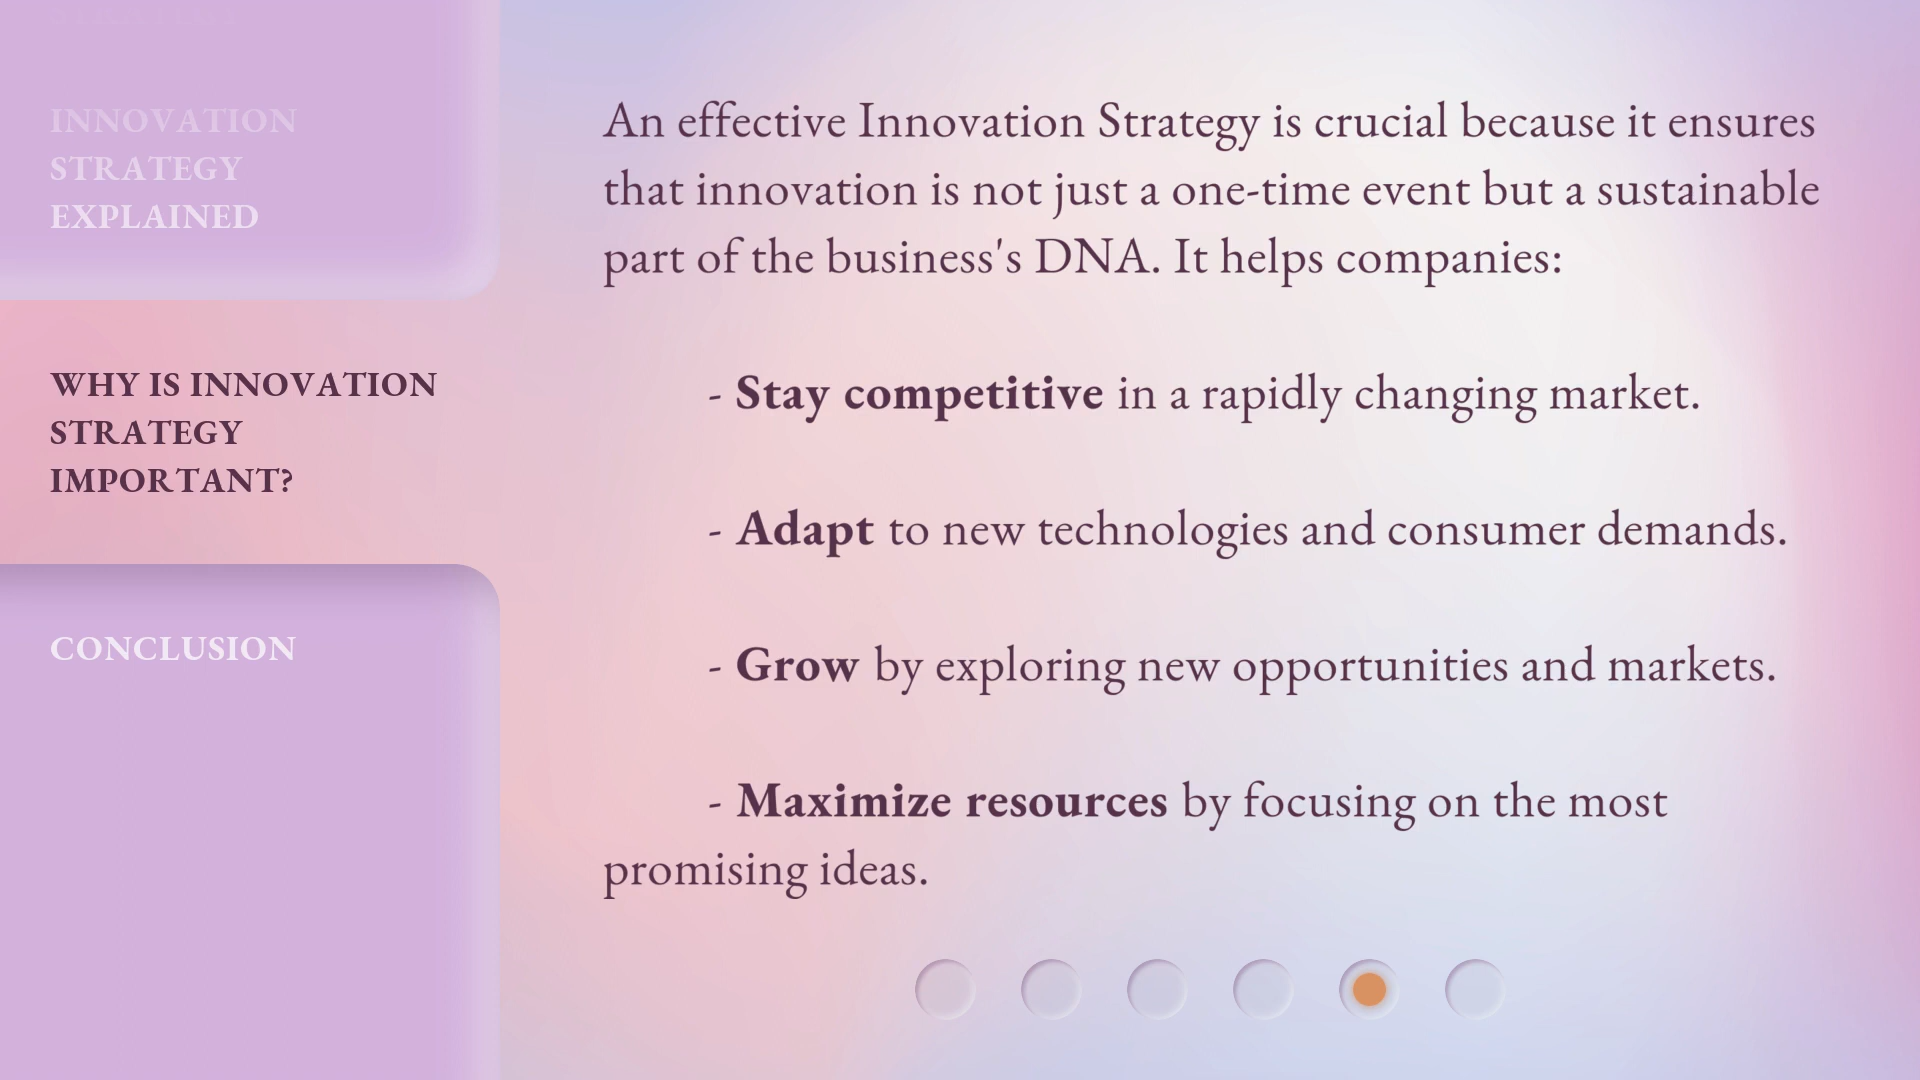 INNOVATION
STRATEGY
EXPLAINED
WHY IS INNOVATION
STRATEGY
IMPORTANT?
CONCLUSION
An effective Innovation Strategy is crucial because it ensures
that innovation is not just a one-time event but a sustainable
part of the business's DNA. It helps companies:
- Stay competitive in a rapidly changing market.
- Adapt to new technologies and consumer demands.
- Grow by exploring new opportunities and markets.
- Maximize resources by focusing on the most
promising ideas.